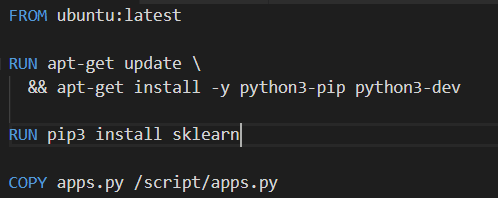 FROM ubuntu:latest
RUN apt-get update \
&& apt-get install -y python3-pip python3-dev
RUN pip3 install sklearn
COPY apps.py /script/apps.py